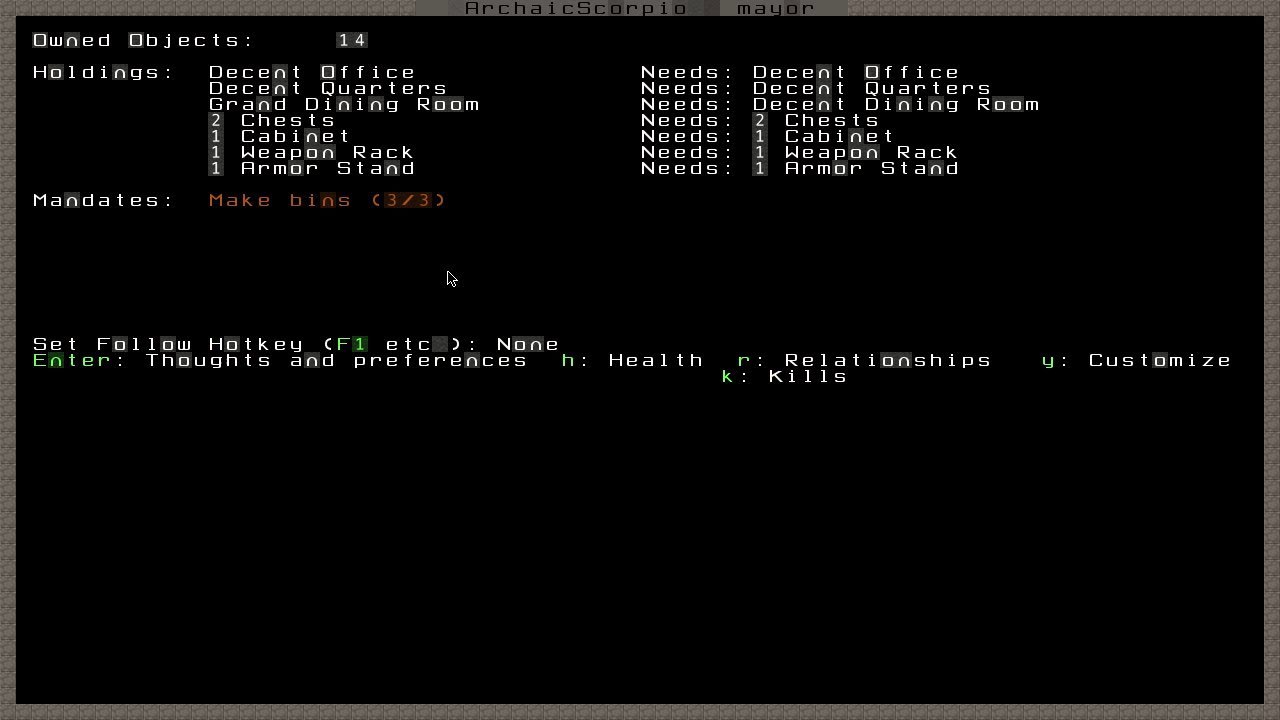 ArchaicScorpio mayor
Owned Objects: 14
Holdings: Decent Office Needs: Decent Office
Decent Quarters Needs: Decent Quarters
Grand Dining Room Needs: Decent Dining Room
2 Chests Needs: 2 Chests
1 Cabinet Needs: 1 Cabinet
1 Weapon Rack Needs: 1 Weapon Rack
1 Armor Stand Needs: 1 Armor Stand
Mandates: Make bins (3/3)
Set Follow Hotkey (F1 etc ): None
Enter: Thoughts and preferences h: Health r: Relationships y: Customize
k: Kills